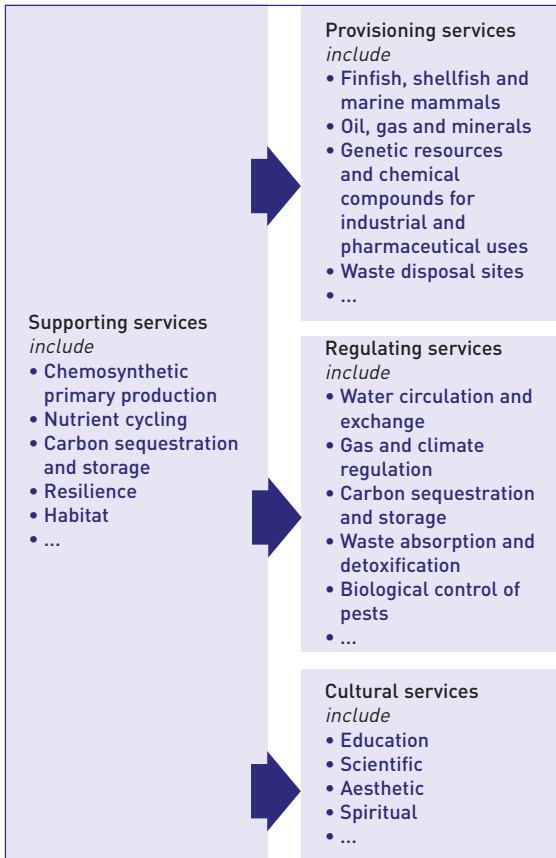 Supporting services
include
• Chemosynthetic
primary production
• Nutrient cycling
• Carbon sequestration
and storage
• Resilience
• Habitat
• ...
Provisioning services
include
• Finfish, shellfish and
marine mammals
• Oil, gas and minerals
• Genetic resources
and chemical
compounds for
industrial and
pharmaceutical uses
• Waste disposal sites
• ...
Regulating services
include
• Water circulation and
exchange
• Gas and climate
regulation
• Carbon sequestration
and storage
• Waste absorption and
detoxification
• Biological control of
pests
• ...
Cultural services
include
• Education
• Scientific
• Aesthetic
• Spiritual
• ...